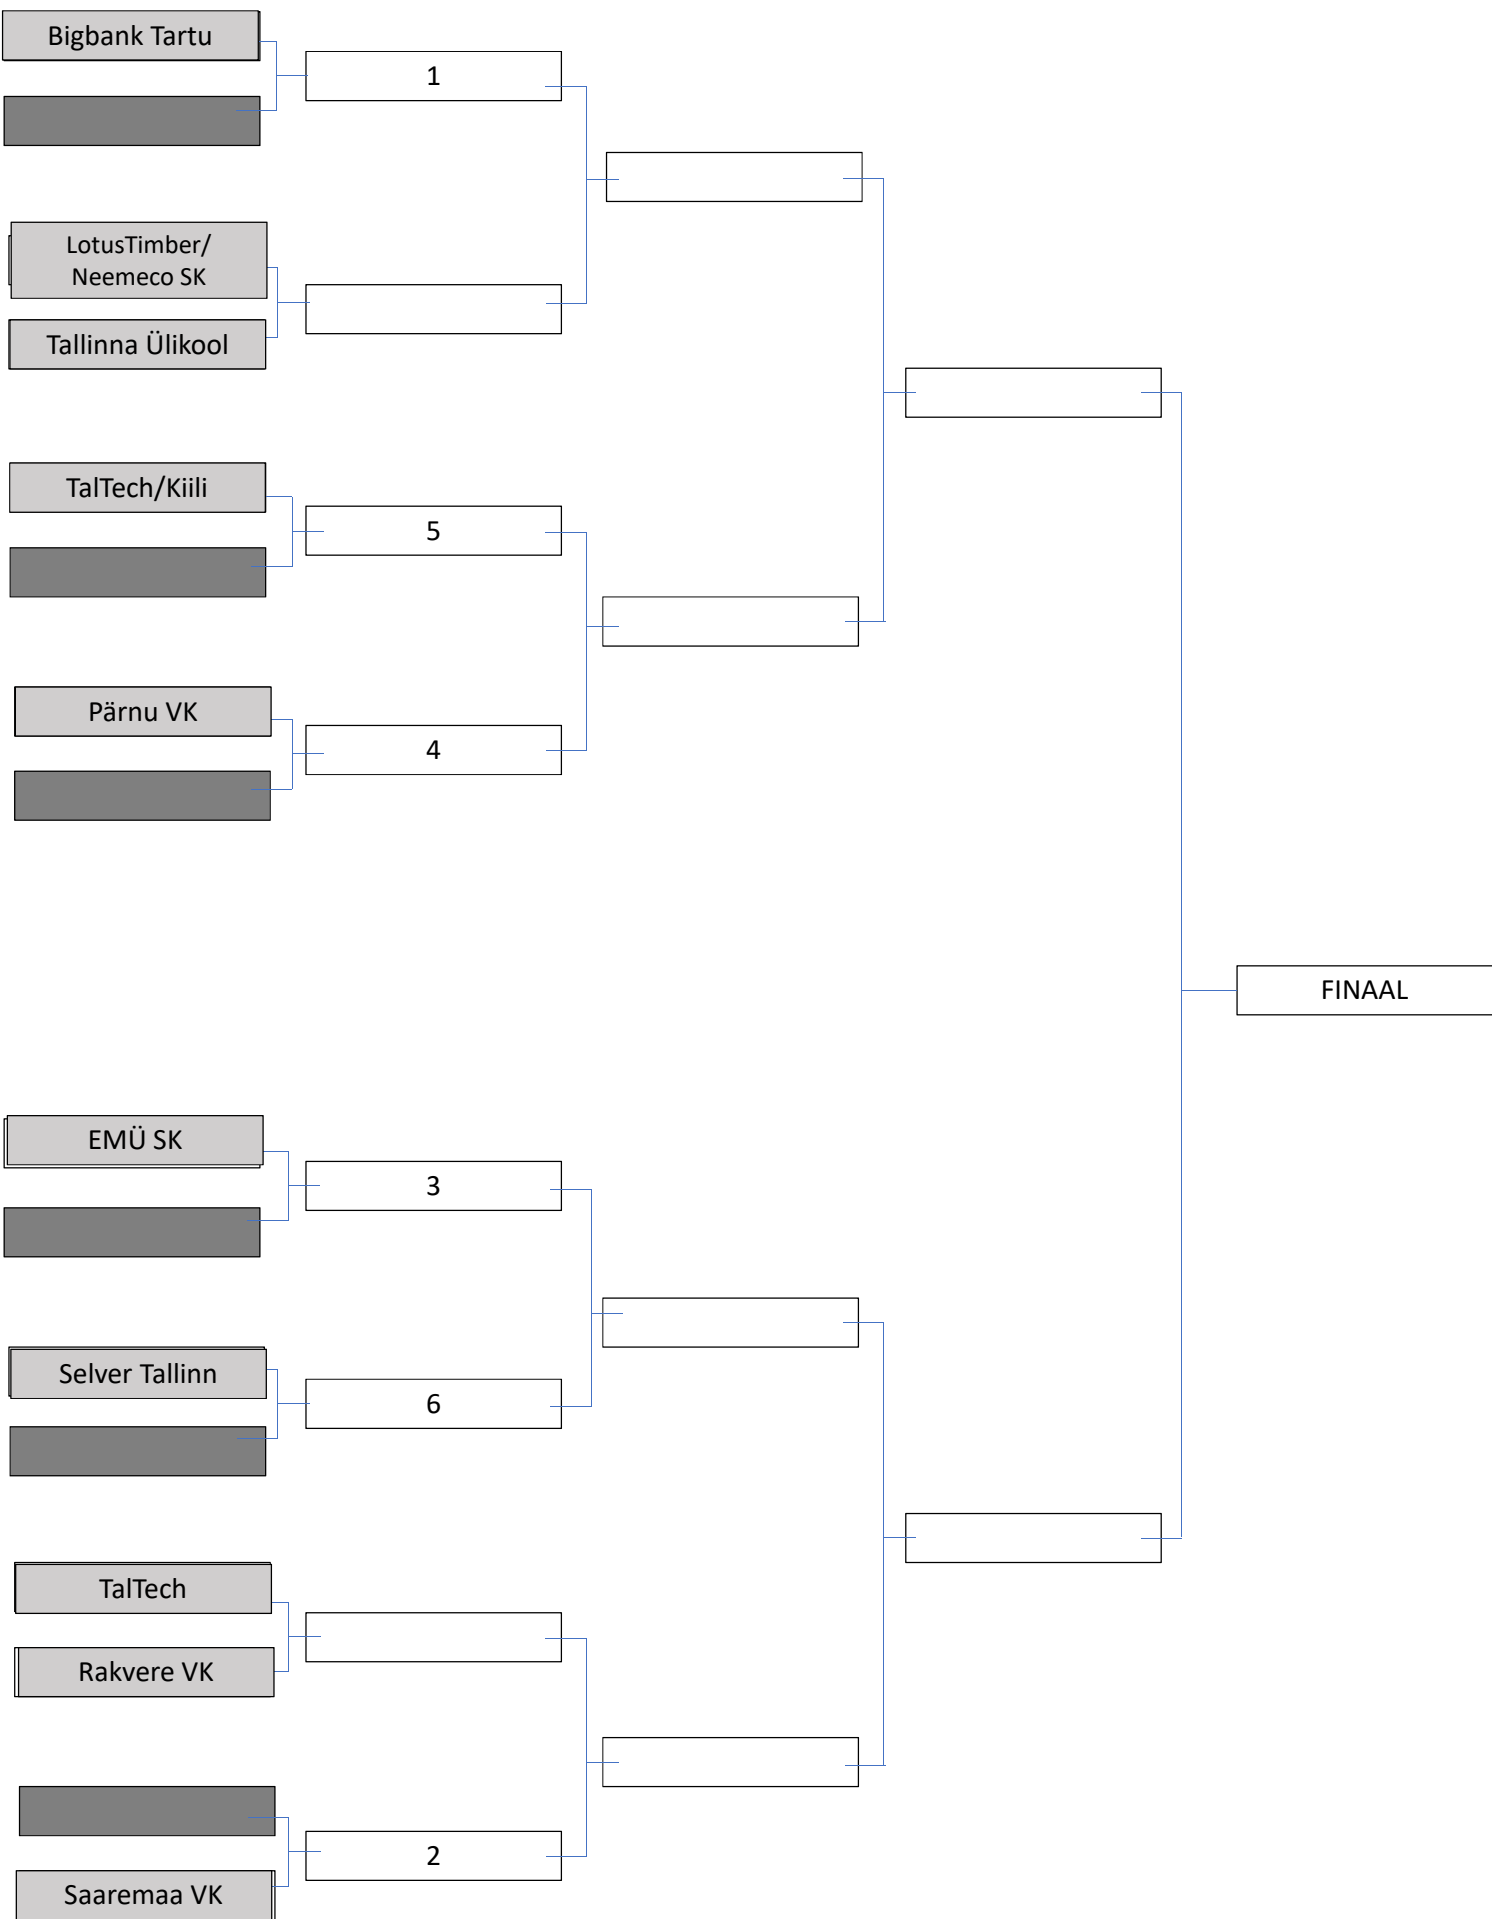 Bigbank Tartu
1
LotusTimber/
Neemeco SK
Tallinna Ülikool
TalTech/Kiili
5
Pärnu VK
4
FINAAL
EMÜ SK
3
Selver Tallinn
6
TalTech
Rakvere VK
2
Saaremaa VK